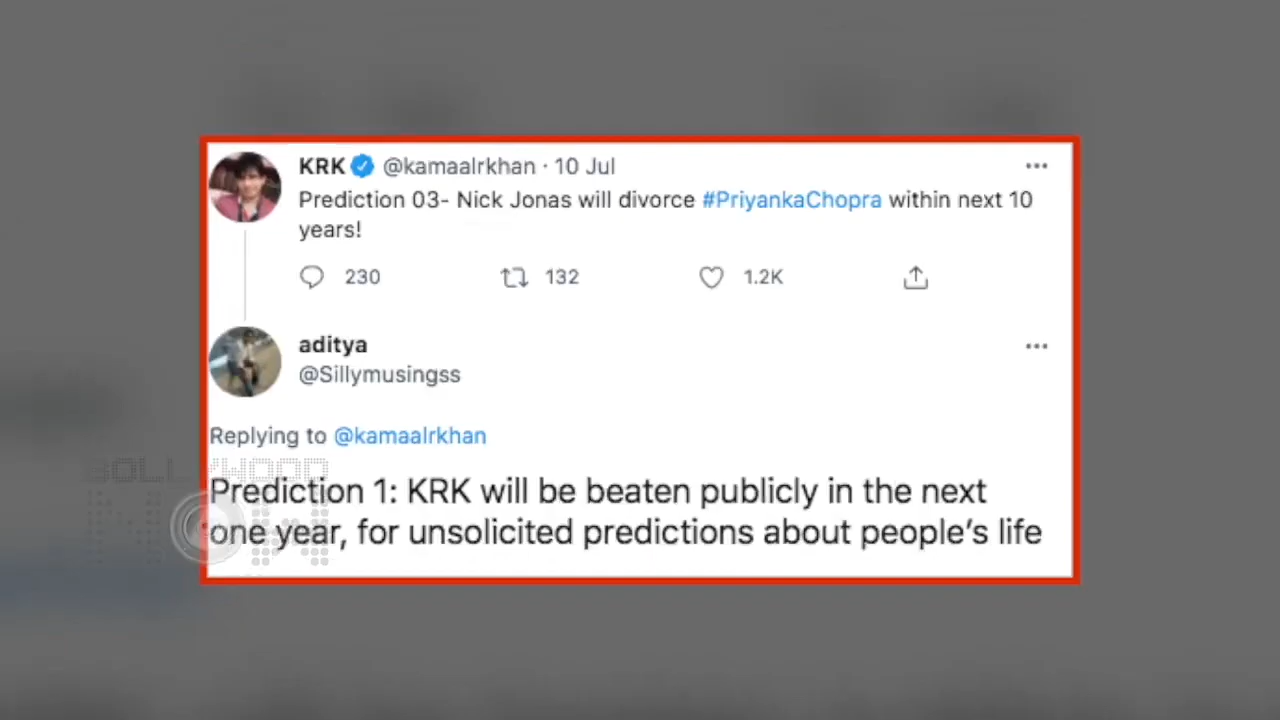 KRK @kamaalrkhan · 10 Jul
Prediction 03- Nick Jonas will divorce #PriyankaChopra within next 10
years!
230 132 1.2K
aditya
@Sillymusingss
Replying to @kamaalrkhan
BOLLYWOOD
NOW
Prediction 1: KRK will be beaten publicly in the next
one year, for unsolicited predictions about people's life